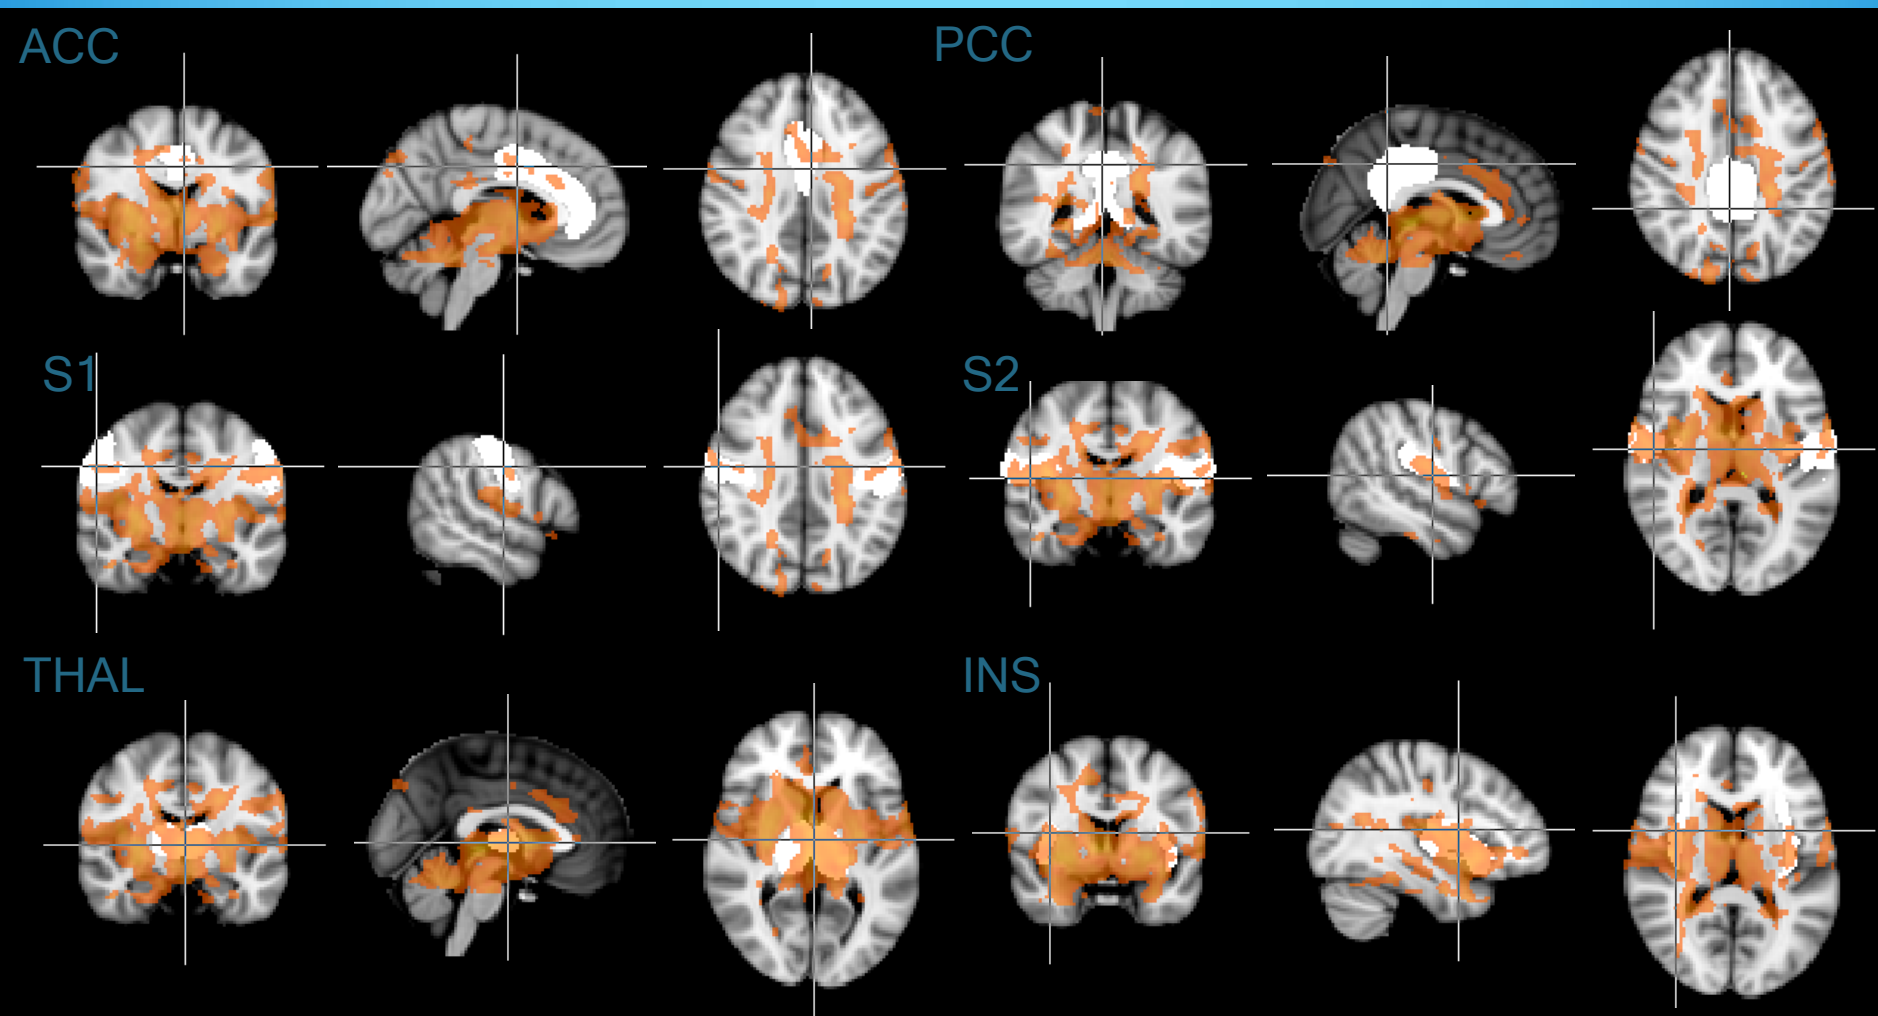 ACC
PCC
S1
S2
THAL
INS